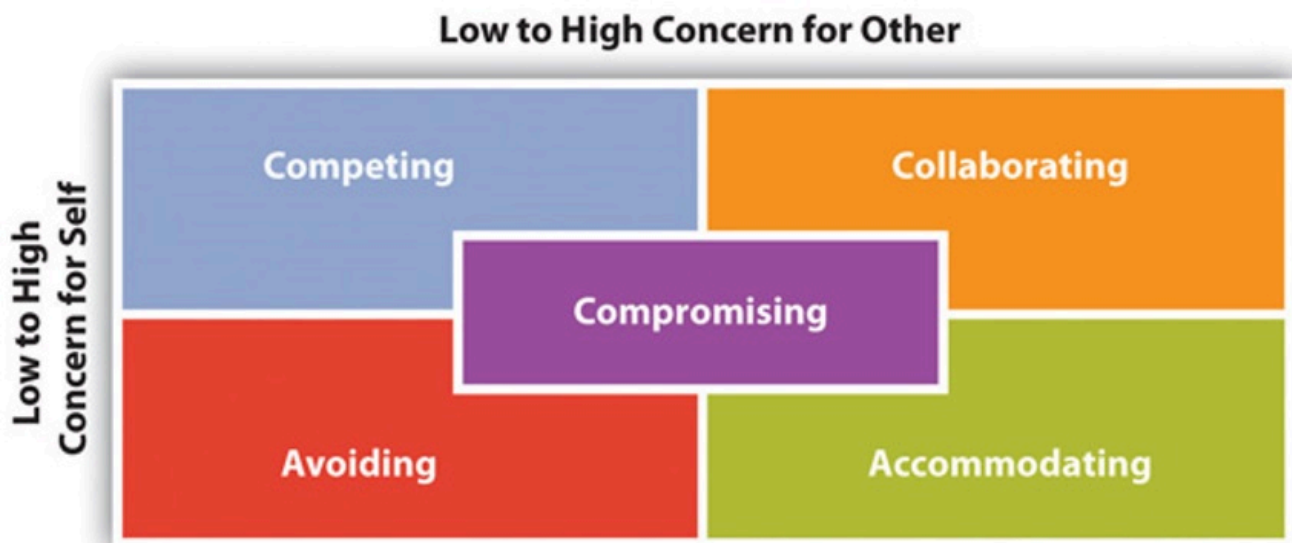 Low to High Concern for Other
Low to High
Concern for Self
Competing
Collaborating
Compromising
Avoiding
Accommodating